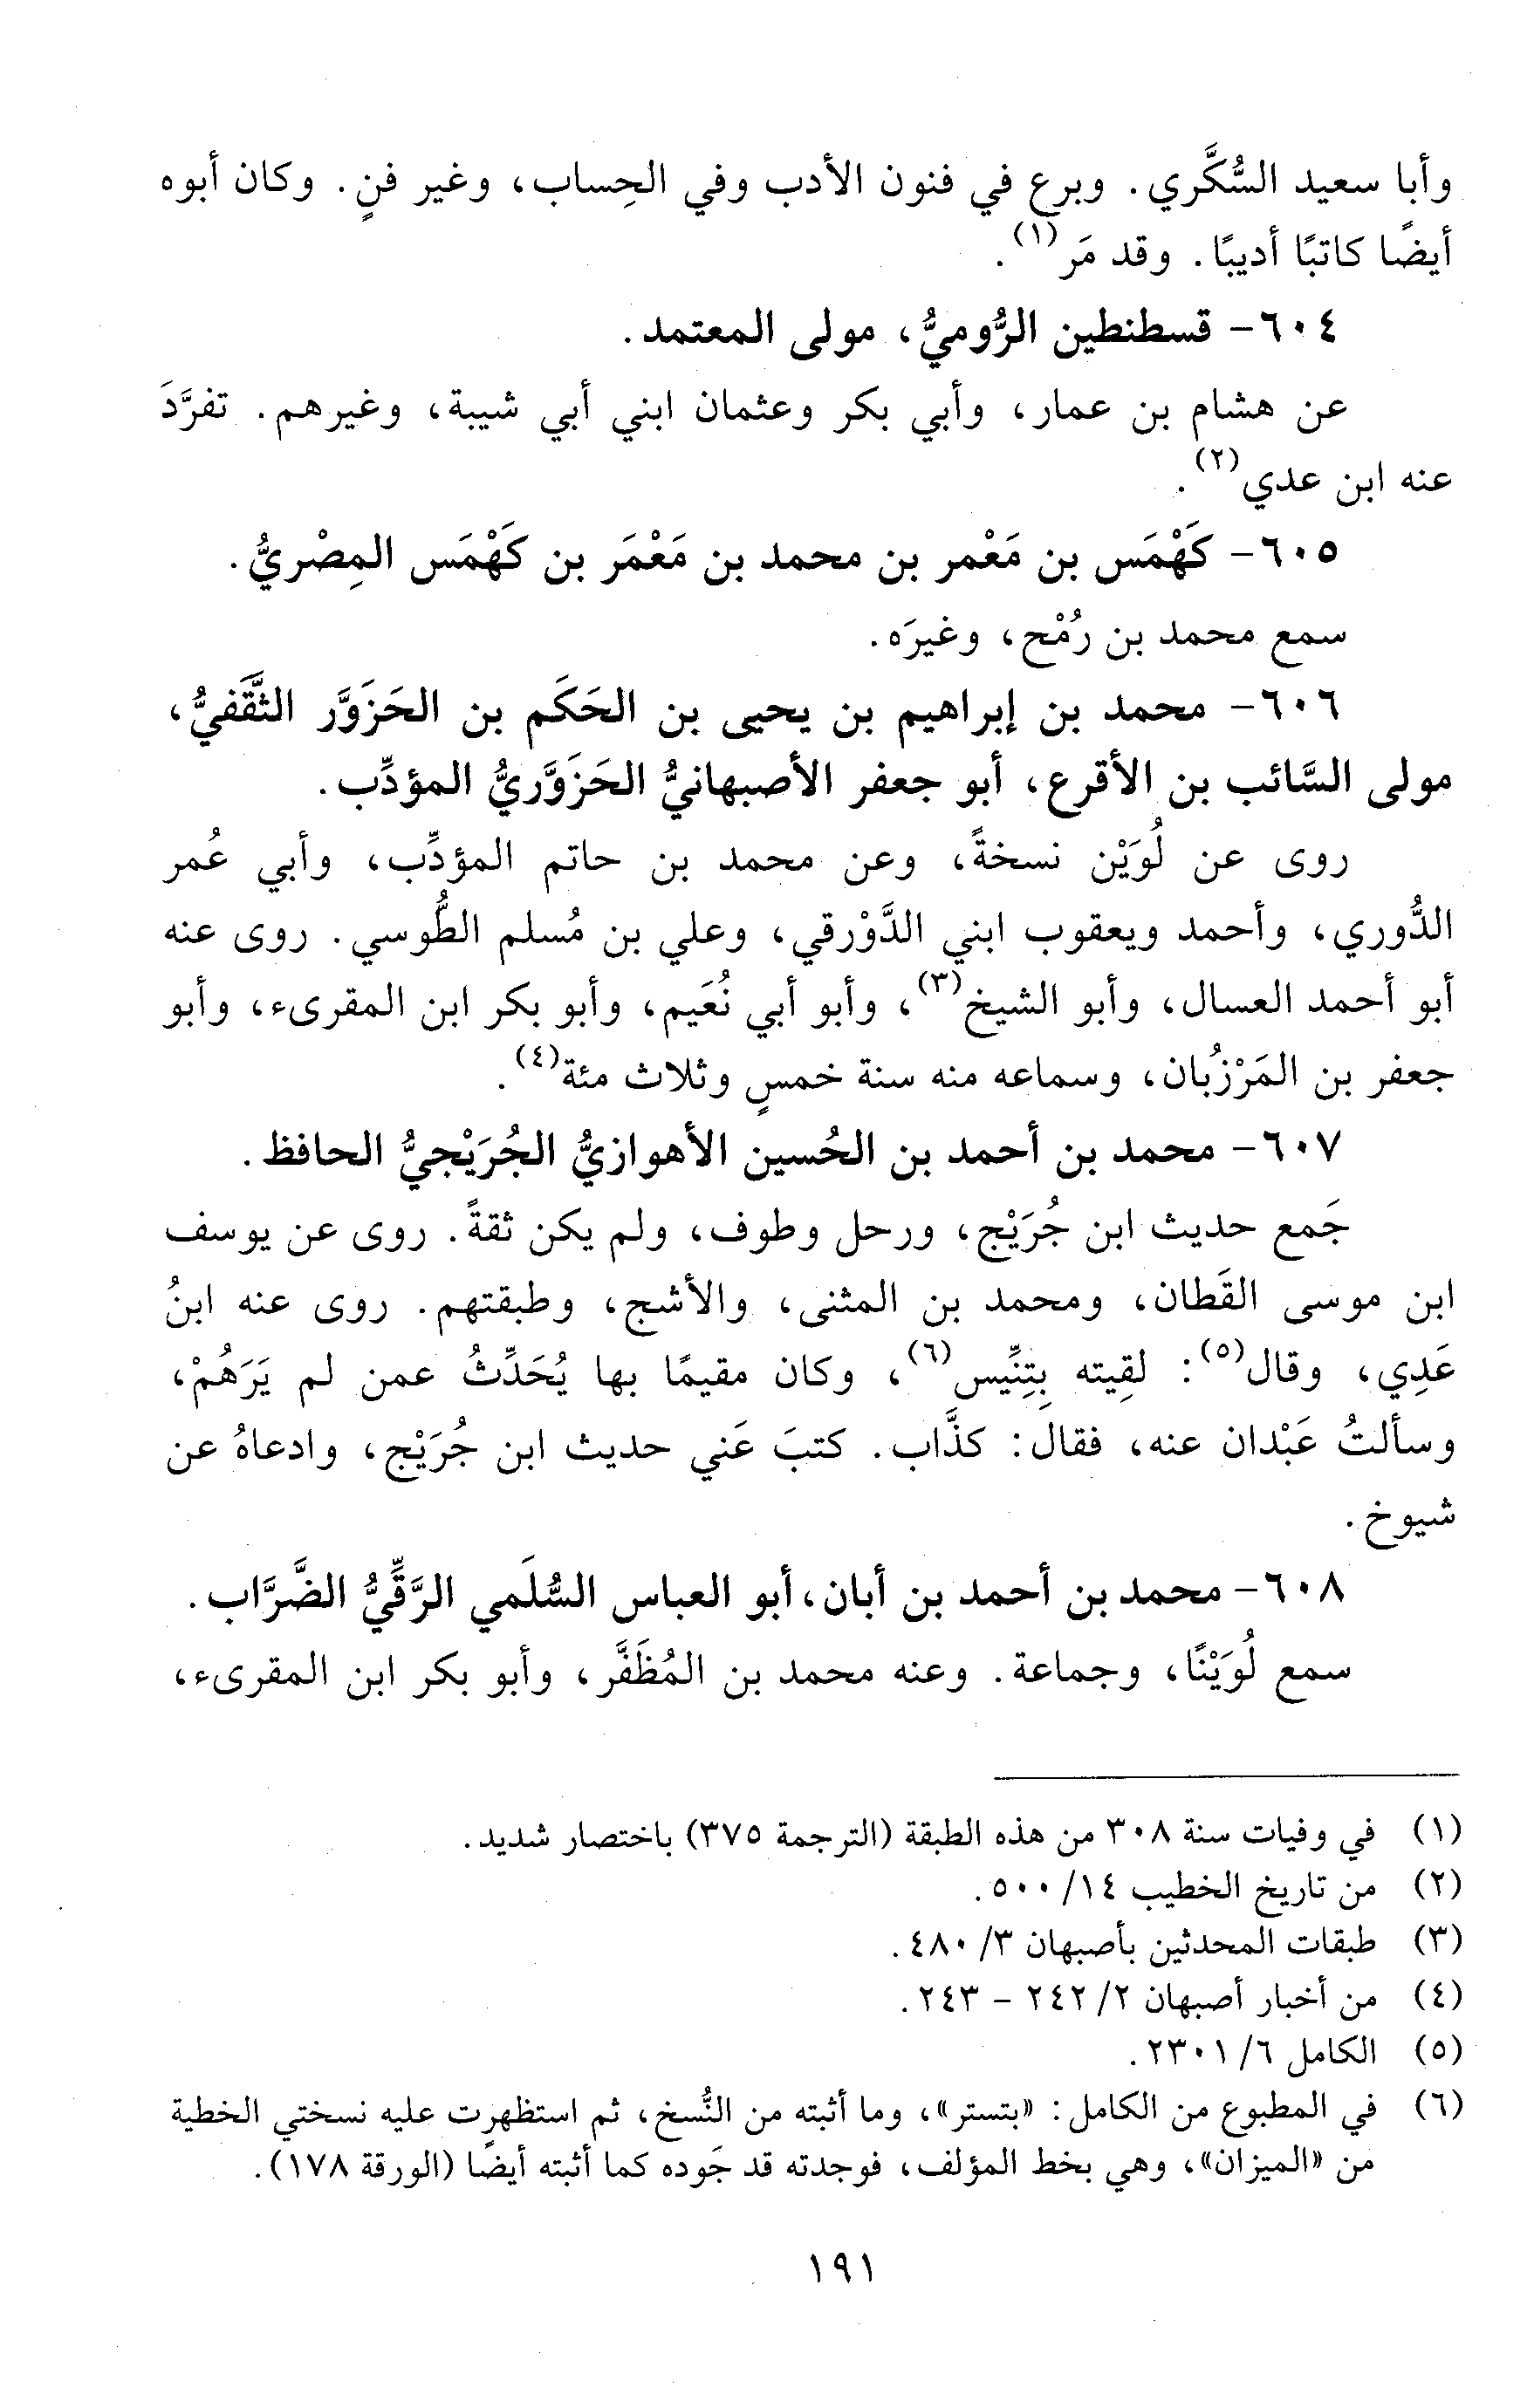 وأبا سعيد السُّكَّري. وبرع في فنون الأدب وفي الحِساب، وغير فنٍ. وكان أبوه
أيضًا كاتبًا أديبًا. وقد مَر(١).
٦٠٤- قسطنطين الرُّوميُّ، مولى المعتمد.
عن هشام بن عمار، وأبي بكر وعثمان ابني أبي شيبة، وغيرهم. تفرَّدَ
عنه ابن عدي(٢).
٦٠٥- كَهْمَس بن مَعْمر بن محمد بن مَعْمَر بن كَهْمَس المِصْريُّ.
سمع محمد بن رُمْح، وغيرَه.
٦٠٦- محمد بن إبراهيم بن يحيى بن الحَكَم بن الحَزَوَّر الثَّقَفيُّ،
مولى السَّائب بن الأقرع، أبو جعفر الأصبهانيُّ الحَزَوَّريُّ المؤدِّب.
روى عن لُوَيْن نسخةً، وعن محمد بن حاتم المؤدِّب، وأبي عُمر
الدُّوري، وأحمد ويعقوب ابني الدَّوْرقي، وعلي بن مُسلم الطُّوسي. روى عنه
أبو أحمد العسال، وأبو الشيخ(٣)، وأبو أبي نُعَيم، وأبو بكر ابن المقرىء، وأبو
جعفر بن المَرْزُبان، وسماعه منه سنة خمسٍ وثلاث مئة(٤).
٦٠٧- محمد بن أحمد بن الحُسين الأهوازيُّ الجُرَيْجيُّ الحافظ.
جَمع حديث ابن جُرَيْج، ورحل وطوف، ولم يكن ثقةً. روى عن يوسف
ابن موسى القَطان، ومحمد بن المثنى، والأشج، وطبقتهم. روى عنه ابنُ
عَدِي، وقال(٥): لقِيته بِتِنِّيس(٦)، وكان مقيمًا بها يُحَدِّثُ عمن لم يَرَهُمْ،
وسألتُ عَبْدان عنه، فقال: كذَّاب. كتبَ عَني حديث ابن جُرَيْج، وادعاهُ عن
شيوخ.
٦٠٨- محمد بن أحمد بن أبان، أبو العباس السُّلَمي الرَّقِّيُّ الضَّرَّاب.
سمع لُوَيْنًا، وجماعة. وعنه محمد بن المُظَفَّر، وأبو بكر ابن المقرىء،
(١) في وفيات سنة ٣٠٨ من هذه الطبقة (الترجمة ٣٧٥) باختصار شديد.
(٢) من تاريخ الخطيب ١٤/ ٥٠٠.
(٣) طبقات المحدثين بأصبهان ٣/ ٤٨٠.
(٤) من أخبار أصبهان ٢/ ٢٤٢ - ٢٤٣.
(٥) الكامل ٦/ ٢٣٠١.
(٦) في المطبوع من الكامل: «بتستر»، وما أثبته من النُّسخ، ثم استظهرت عليه نسختي الخطية
من «الميزان»، وهي بخط المؤلف، فوجدته قد جَوده كما أثبته أيضًا (الورقة ١٧٨).
١٩١